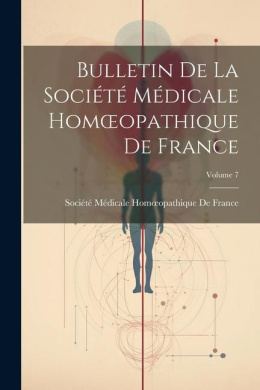 Bulletin De La
Société Médicale
Homœopathique
De France
Volume 7
Société Médicale Homœopathique De France